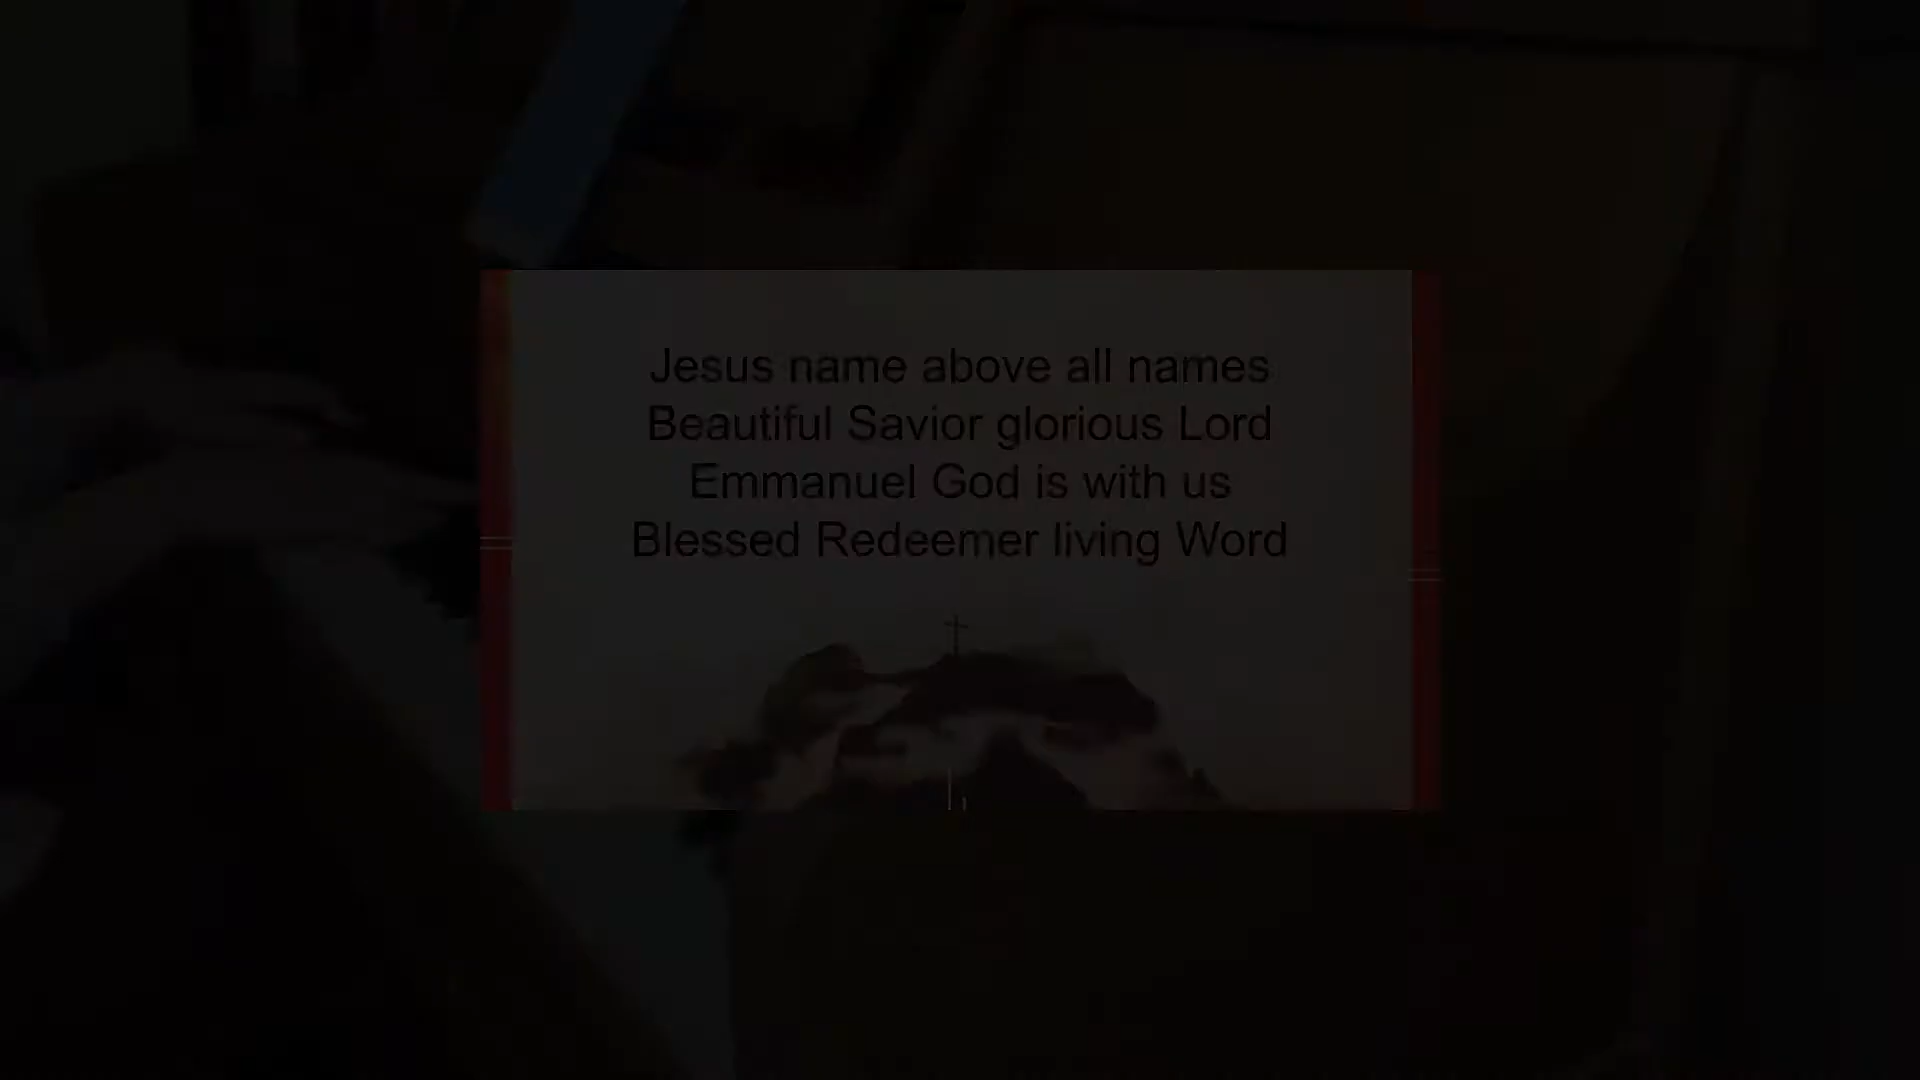 Jesus name above all names
Beautiful Savior glorious Lord
Emmanuel God is with us
Blessed Redeemer living Word